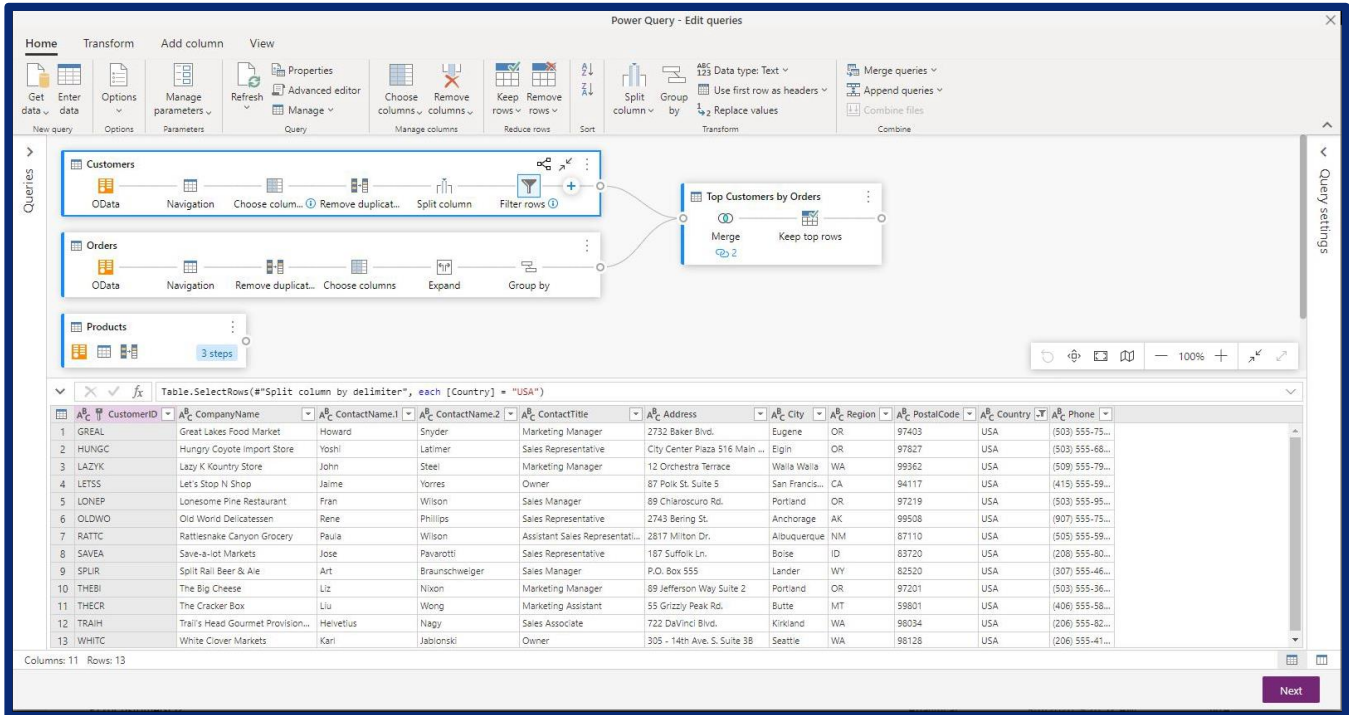 Power Query - Edit queries
Home Transform Add column View
Get data Enter data Options Manage parameters Refresh Properties Advanced editor Manage Choose columns Remove columns Keep rows Remove rows Split column Group by Data type: Text Use first row as headers Replace values Merge queries Append queries Combine files
New query Options Parameters Query Manage columns Reduce rows Sort Transform Combine
Queries
Query settings
Customers
OData Navigation Choose colum... Remove duplicat... Split column Filter rows
Top Customers by Orders
Merge Keep top rows
2
Orders
OData Navigation Remove duplicat... Choose columns Expand Group by
Products
3 steps
100%
fx Table.SelectRows(#"Split column by delimiter", each [Country] = "USA")
CustomerID CompanyName ContactName.1 ContactName.2 ContactTitle Address City Region PostalCode Country Phone
1 GREAL Great Lakes Food Market Howard Snyder Marketing Manager 2732 Baker Blvd. Eugene OR 97403 USA (503) 555-75...
2 HUNGC Hungry Coyote Import Store Yoshi Latimer Sales Representative City Center Plaza 516 Main ... Elgin OR 97827 USA (503) 555-68...
3 LAZYK Lazy K Kountry Store John Steel Marketing Manager 12 Orchestra Terrace Walla Walla WA 99362 USA (509) 555-79...
4 LETSS Let's Stop N Shop Jaime Yorres Owner 87 Polk St. Suite 5 San Francis... CA 94117 USA (415) 555-59...
5 LONEP Lonesome Pine Restaurant Fran Wilson Sales Manager 89 Chiaroscuro Rd. Portland OR 97219 USA (503) 555-95...
6 OLDWO Old World Delicatessen Rene Phillips Sales Representative 2743 Bering St. Anchorage AK 99508 USA (907) 555-75...
7 RATTC Rattlesnake Canyon Grocery Paula Wilson Assistant Sales Representati... 2817 Milton Dr. Albuquerque NM 87110 USA (505) 555-59...
8 SAVEA Save-a-lot Markets Jose Pavarotti Sales Representative 187 Suffolk Ln. Boise ID 83720 USA (208) 555-80...
9 SPLIR Split Rail Beer & Ale Art Braunschweiger Sales Manager P.O. Box 555 Lander WY 82520 USA (307) 555-46...
10 THEBI The Big Cheese Liz Nixon Marketing Manager 89 Jefferson Way Suite 2 Portland OR 97201 USA (503) 555-36...
11 THECR The Cracker Box Liu Wong Marketing Assistant 55 Grizzly Peak Rd. Butte MT 59801 USA (406) 555-58...
12 TRAIH Trail's Head Gourmet Provision... Helvetius Nagy Sales Associate 722 DaVinci Blvd. Kirkland WA 98034 USA (206) 555-82...
13 WHITC White Clover Markets Karl Jablonski Owner 305 - 14th Ave. S. Suite 3B Seattle WA 98128 USA (206) 555-41...
Columns: 11 Rows: 13
Next